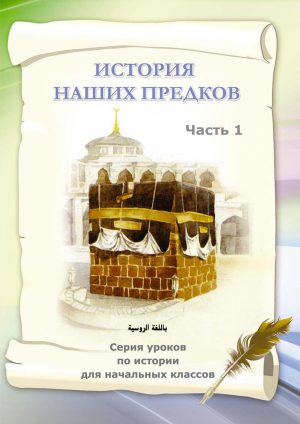 ИСТОРИЯ
НАШИХ ПРЕДКОВ
Часть 1
باللغة الروسية
Серия уроков
по истории
для начальных классов